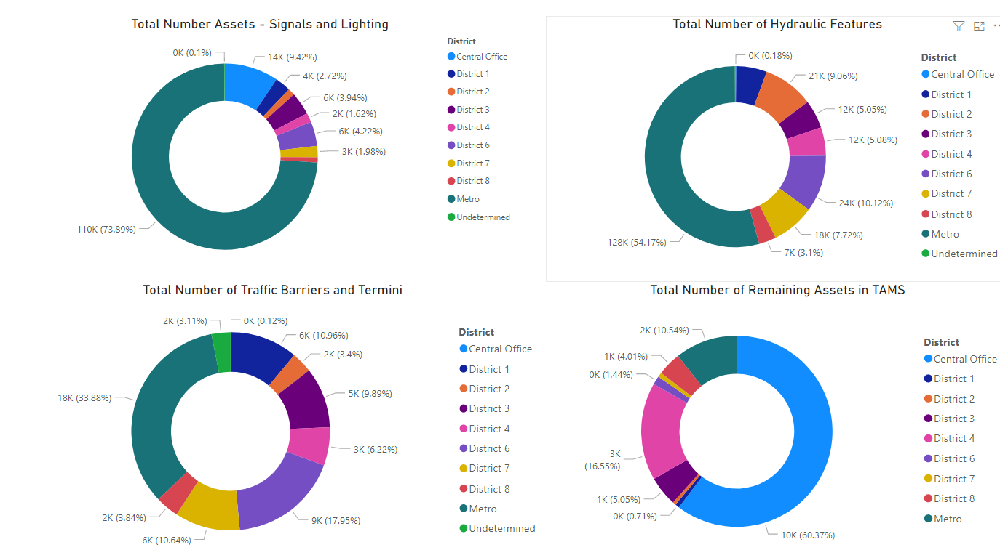 Total Number Assets - Signals and Lighting
0K (0.1%)
14K (9.42%)
4K (2.72%)
6K (3.94%)
2K (1.62%)
6K (4.22%)
3K (1.98%)
110K (73.89%)
District
Central Office
District 1
District 2
District 3
District 4
District 6
District 7
District 8
Metro
Undetermined
Total Number of Hydraulic Features
0K (0.18%)
21K (9.06%)
12K (5.05%)
12K (5.08%)
24K (10.12%)
18K (7.72%)
7K (3.1%)
128K (54.17%)
District
Central Office
District 1
District 2
District 3
District 4
District 6
District 7
District 8
Metro
Undetermined
Total Number of Traffic Barriers and Termini
2K (3.11%)
0K (0.12%)
6K (10.96%)
2K (3.4%)
5K (9.89%)
3K (6.22%)
9K (17.95%)
6K (10.64%)
2K (3.84%)
18K (33.88%)
District
Central Office
District 1
District 2
District 3
District 4
District 6
District 7
District 8
Metro
Undetermined
Total Number of Remaining Assets in TAMS
2K (10.54%)
1K (4.01%)
0K (1.44%)
3K
(16.55%)
1K (5.05%)
0K (0.71%)
10K (60.37%)
District
Central Office
District 1
District 2
District 3
District 4
District 6
District 7
District 8
Metro